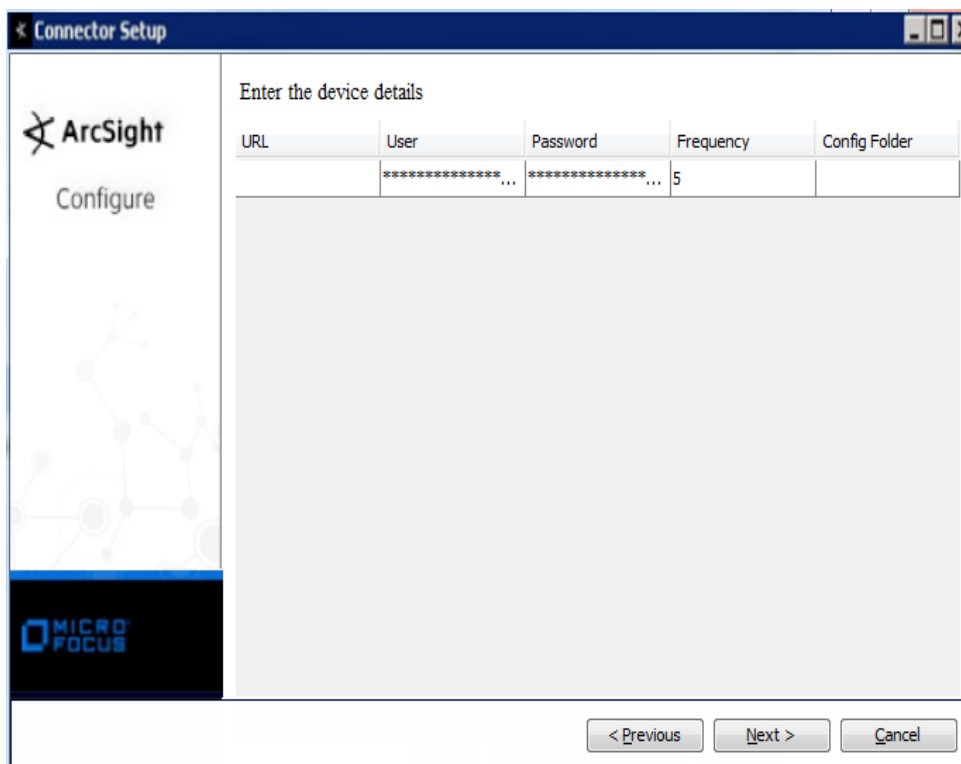 Connector Setup
ArcSight
Configure
Enter the device details
URL User Password Frequency Config Folder
**************... **************... 5
MICRO
FOCUS
< Previous Next > Cancel